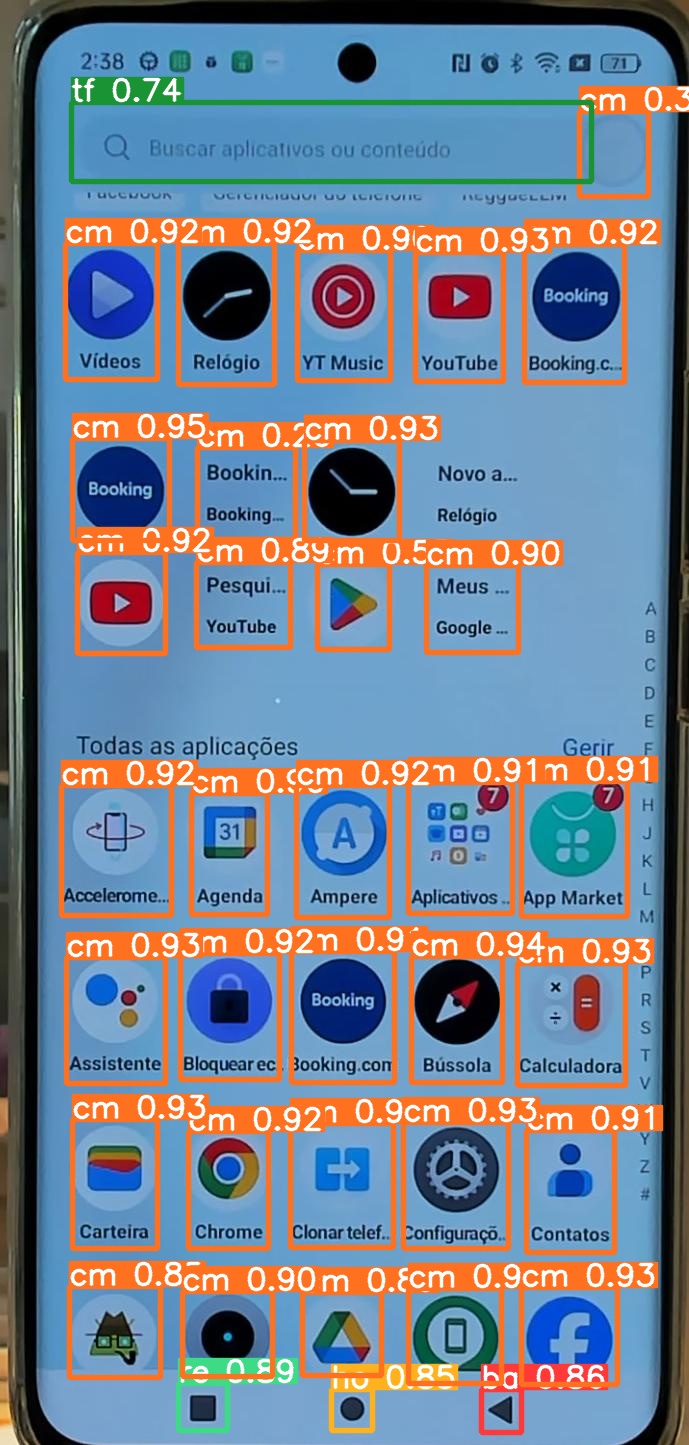 2:38 71
tf 0.74
cm 0.3
Buscar aplicativos ou conteúdo
Facebook Gerenciador do telefone ReggueLLM
cm 0.92 m 0.92 cm 0.9 cm 0.93 m 0.92
Booking
Vídeos Relógio YT Music YouTube Booking.c...
cm 0.95 cm 0.2 cm 0.93
Booking Bookin... Novo a...
Booking... Relógio
cm 0.92 cm 0.89 m 0.5 cm 0.90
Pesqui... Meus ...
YouTube Google ...
A
B
C
D
E
F
H
J
K
L
M
P
R
S
T
V
Y
Z
#
Todas as aplicações Gerir
cm 0.92 cm 0.9 cm 0.92 m 0.91 m 0.91
31 A 7 7
Accelerome... Agenda Ampere Aplicativos .. App Market
cm 0.93 m 0.92 m 0.9 cm 0.94 cm 0.93
Booking
Assistente Bloquear ec. Booking.com Bússola Calculadora
cm 0.93 cm 0.92 m 0.9 cm 0.93 cm 0.91
Carteira Chrome Clonar telef.. Configuraçõ.. Contatos
cm 0.8 cm 0.90 m 0.8 cm 0.9 cm 0.93
re 0.89 ho 0.85 ba 0.86